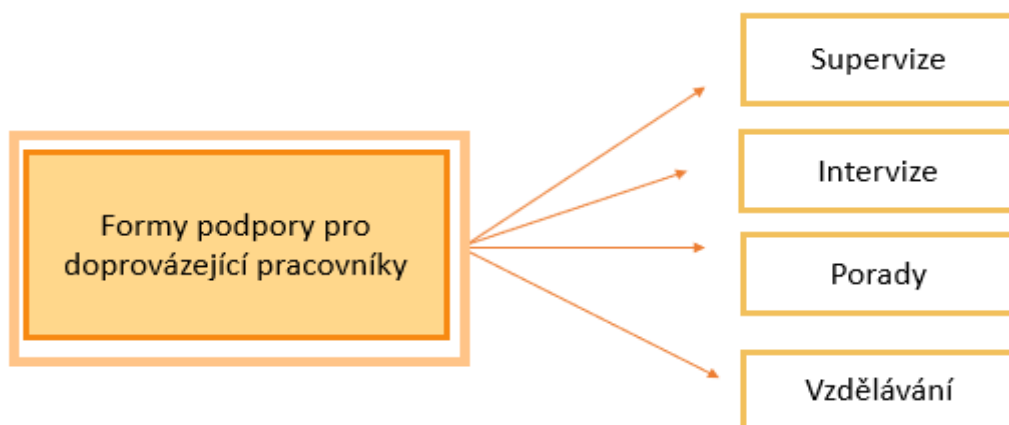 Formy podpory pro
doprovázející pracovníky
Supervize
Intervize
Porady
Vzdělávání